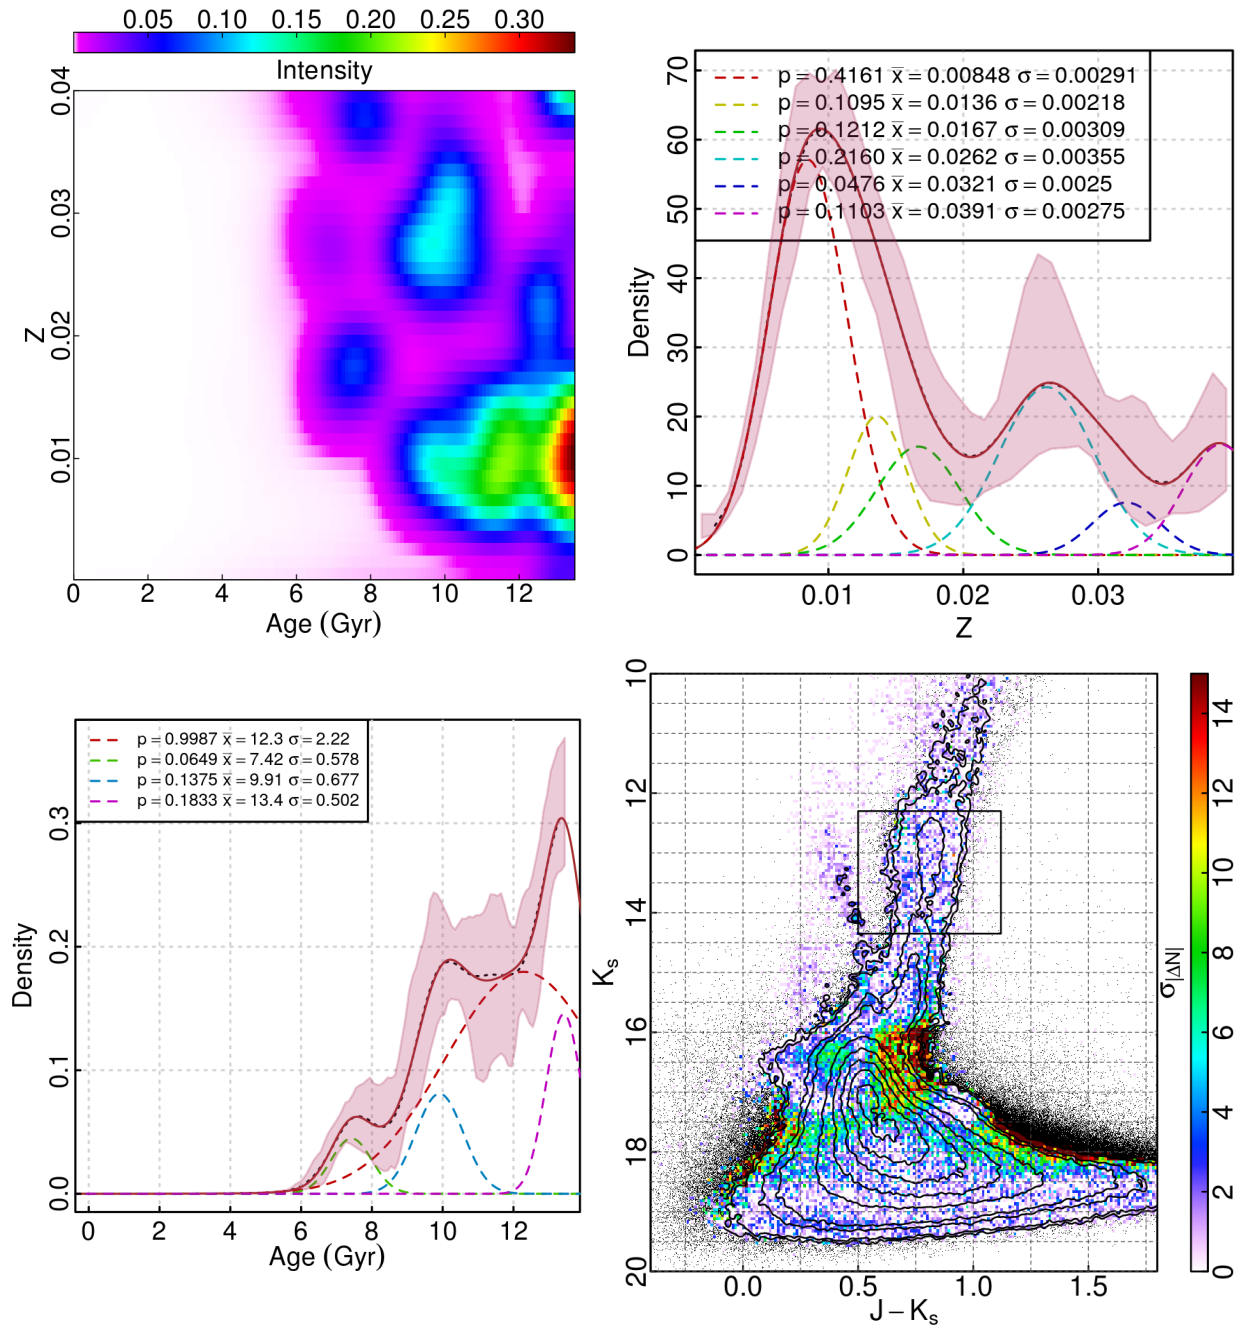 0.05 0.10 0.15 0.20 0.25 0.30
Intensity
0.04
0.03
0.02
0.01
Z
0 2 4 6 8 10 12
Age (Gyr)
70
60
50
40
30
20
10
0
Density
p = 0.4161 x̅ = 0.00848 σ = 0.00291
p = 0.1095 x̅ = 0.0136 σ = 0.00218
p = 0.1212 x̅ = 0.0167 σ = 0.00309
p = 0.2160 x̅ = 0.0262 σ = 0.00355
p = 0.0476 x̅ = 0.0321 σ = 0.0025
p = 0.1103 x̅ = 0.0391 σ = 0.00275
0.01 0.02 0.03
Z
p = 0.9987 x̅ = 12.3 σ = 2.22
p = 0.0649 x̅ = 7.42 σ = 0.578
p = 0.1375 x̅ = 9.91 σ = 0.677
p = 0.1833 x̅ = 13.4 σ = 0.502
0.3
0.2
0.1
0.0
Density
0 2 4 6 8 10 12
Age (Gyr)
10
12
14
16
18
20
Kₛ
0.0 0.5 1.0 1.5
J − Kₛ
14
12
10
8
6
4
2
0
σ|ΔN|